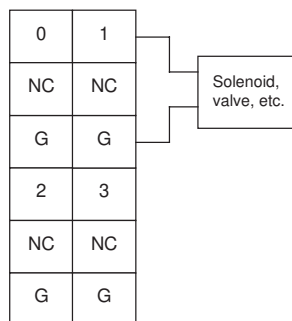 0 1
NC NC
G G
2 3
NC NC
G G
Solenoid,
valve, etc.